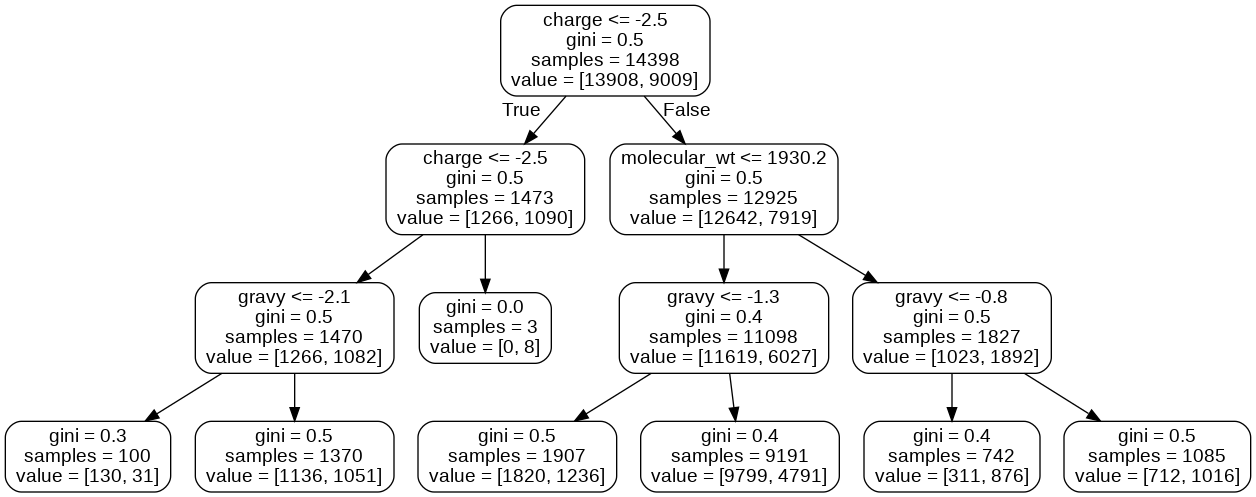 charge <= -2.5
gini = 0.5
samples = 14398
value = [13908, 9009]
True
False
charge <= -2.5
gini = 0.5
samples = 1473
value = [1266, 1090]
molecular_wt <= 1930.2
gini = 0.5
samples = 12925
value = [12642, 7919]
gravy <= -2.1
gini = 0.5
samples = 1470
value = [1266, 1082]
gini = 0.0
samples = 3
value = [0, 8]
gravy <= -1.3
gini = 0.4
samples = 11098
value = [11619, 6027]
gravy <= -0.8
gini = 0.5
samples = 1827
value = [1023, 1892]
gini = 0.3
samples = 100
value = [130, 31]
gini = 0.5
samples = 1370
value = [1136, 1051]
gini = 0.5
samples = 1907
value = [1820, 1236]
gini = 0.4
samples = 9191
value = [9799, 4791]
gini = 0.4
samples = 742
value = [311, 876]
gini = 0.5
samples = 1085
value = [712, 1016]